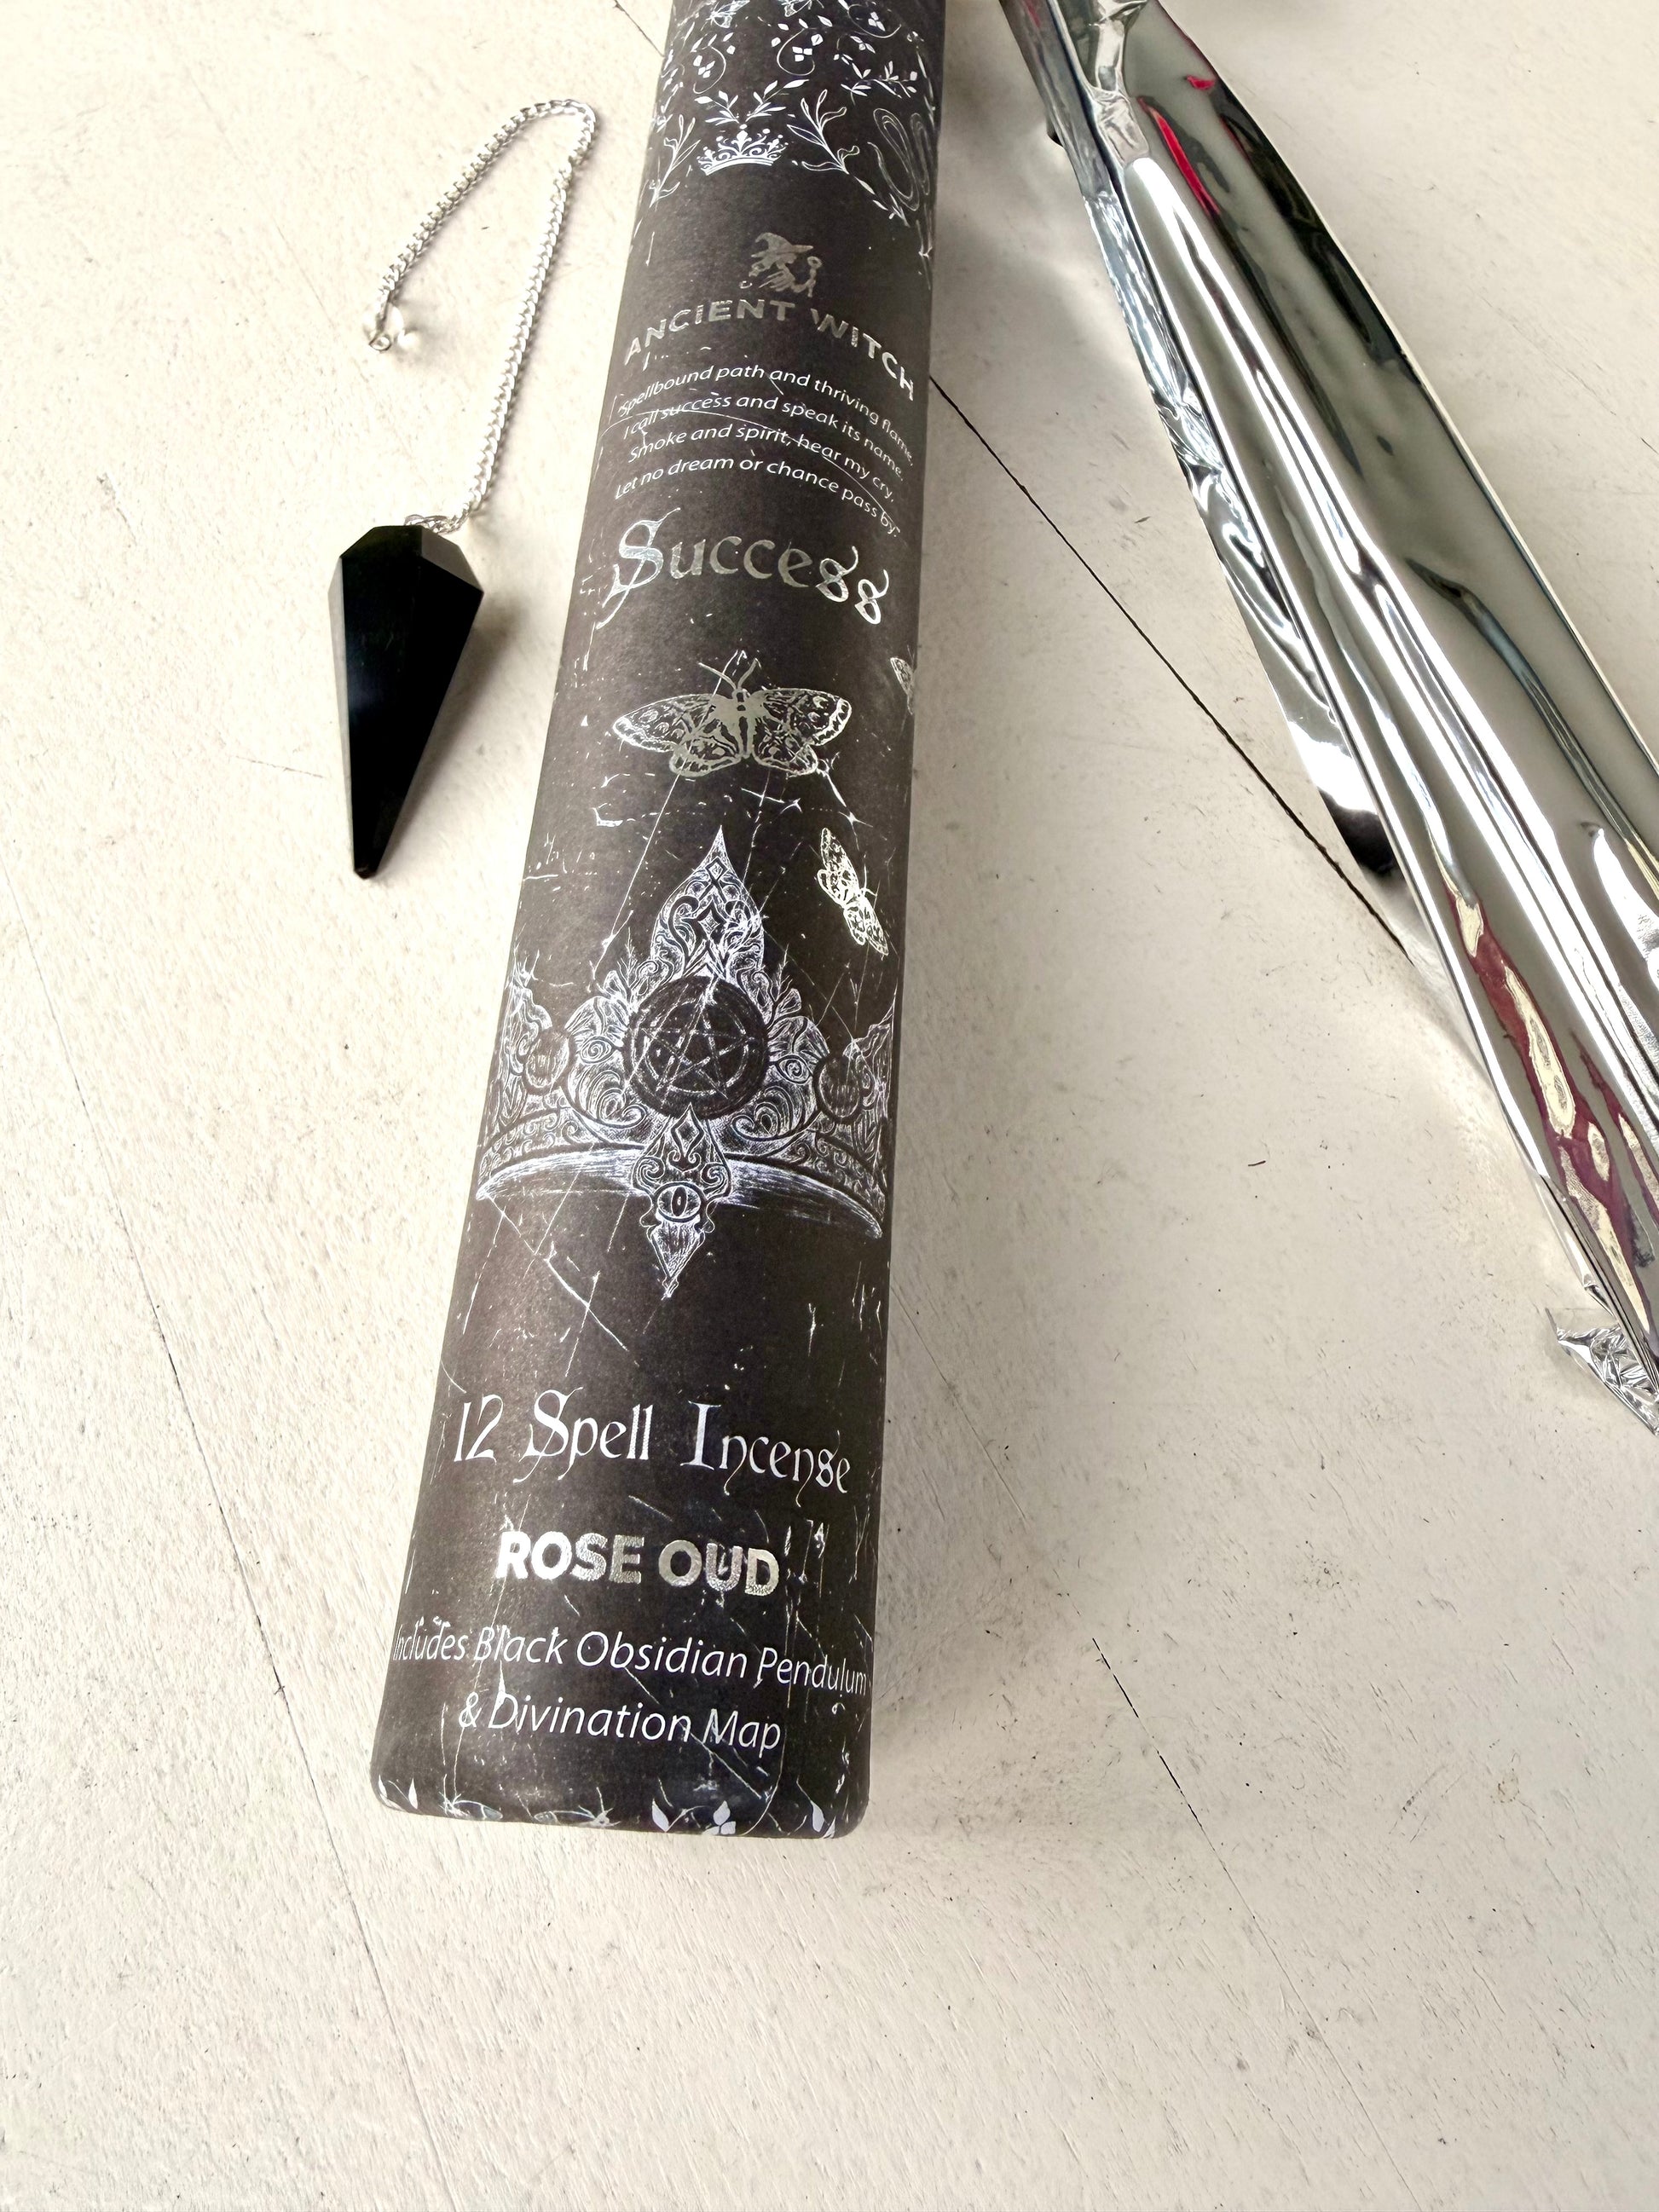 ANCIENT WITCH
"Spellbound path and thriving flame,
I call success and speak its name.
Smoke and spirit, hear my cry,
Let no dream or chance pass by."
Success
12 Spell Incense
ROSE OUD
Includes Black Obsidian Pendulum
& Divination Map